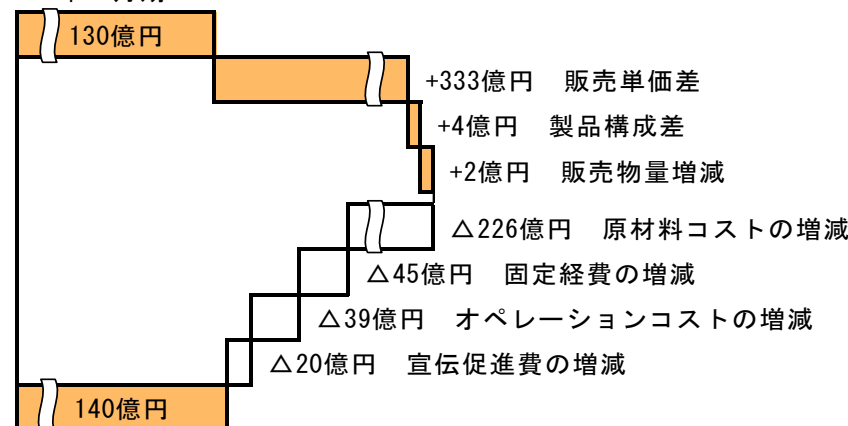 130億円
+333億円 販売単価差
+4億円 製品構成差
+2億円 販売物量増減
△226億円 原材料コストの増減
△45億円 固定経費の増減
△39億円 オペレーションコストの増減
△20億円 宣伝促進費の増減
140億円